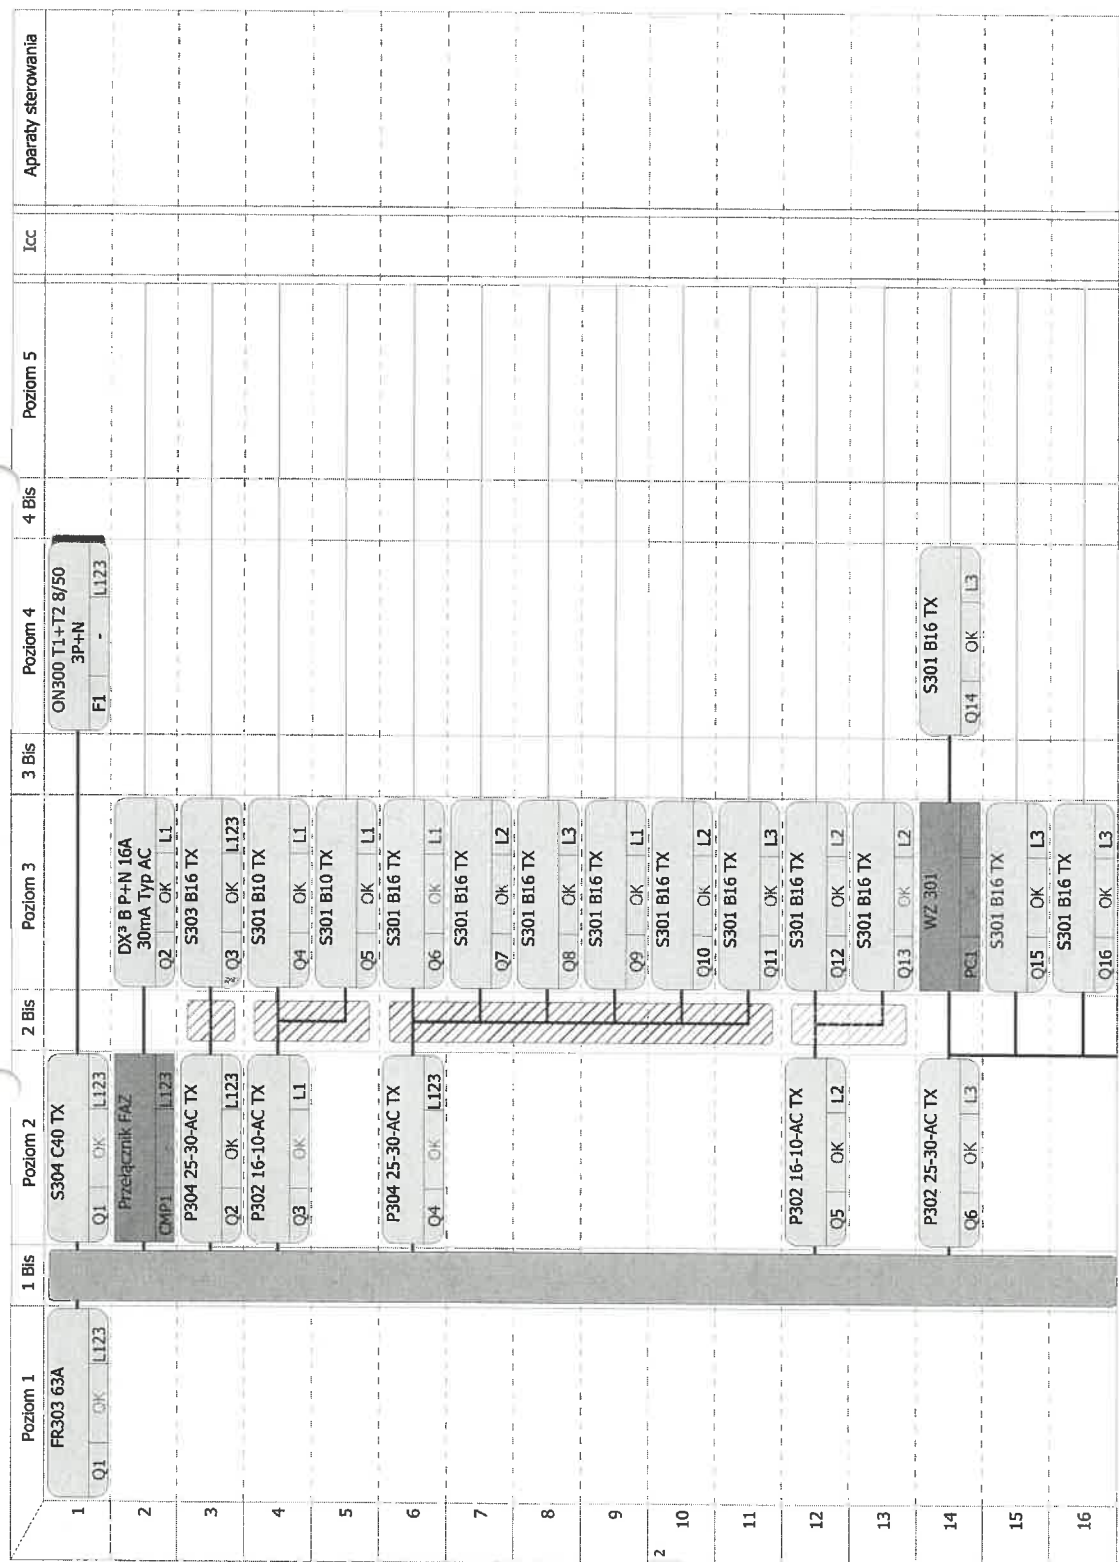 Poziom 1
1 Bis
Poziom 2
2 Bis
Poziom 3
3 Bis
Poziom 4
4 Bis
Poziom 5
Icc
Aparaty sterowania
1
FR303 63A
Q1 OK L123
S304 C40 TX
Q1 OK L123
ON300 T1+T2 8/50
3P+N
F1 - L123
2
Przełącznik FAZ
CMP1 - L123
DX³ B P+N 16A
30mA Typ AC
Q2 OK L1
3
P304 25-30-AC TX
Q2 OK L123
S303 B16 TX
Q3 OK L123
4
P302 16-10-AC TX
Q3 OK L1
S301 B10 TX
Q4 OK L1
5
S301 B10 TX
Q5 OK L1
6
P304 25-30-AC TX
Q4 OK L123
S301 B16 TX
Q6 OK L1
7
S301 B16 TX
Q7 OK L2
8
S301 B16 TX
Q8 OK L3
9
S301 B16 TX
Q9 OK L1
2
10
S301 B16 TX
Q10 OK L2
11
S301 B16 TX
Q11 OK L3
12
P302 16-10-AC TX
Q5 OK L2
S301 B16 TX
Q12 OK L2
13
S301 B16 TX
Q13 OK L2
14
P302 25-30-AC TX
Q6 OK L3
WZ 301
PC1
S301 B16 TX
Q14 OK L3
15
S301 B16 TX
Q15 OK L3
16
S301 B16 TX
Q16 OK L3